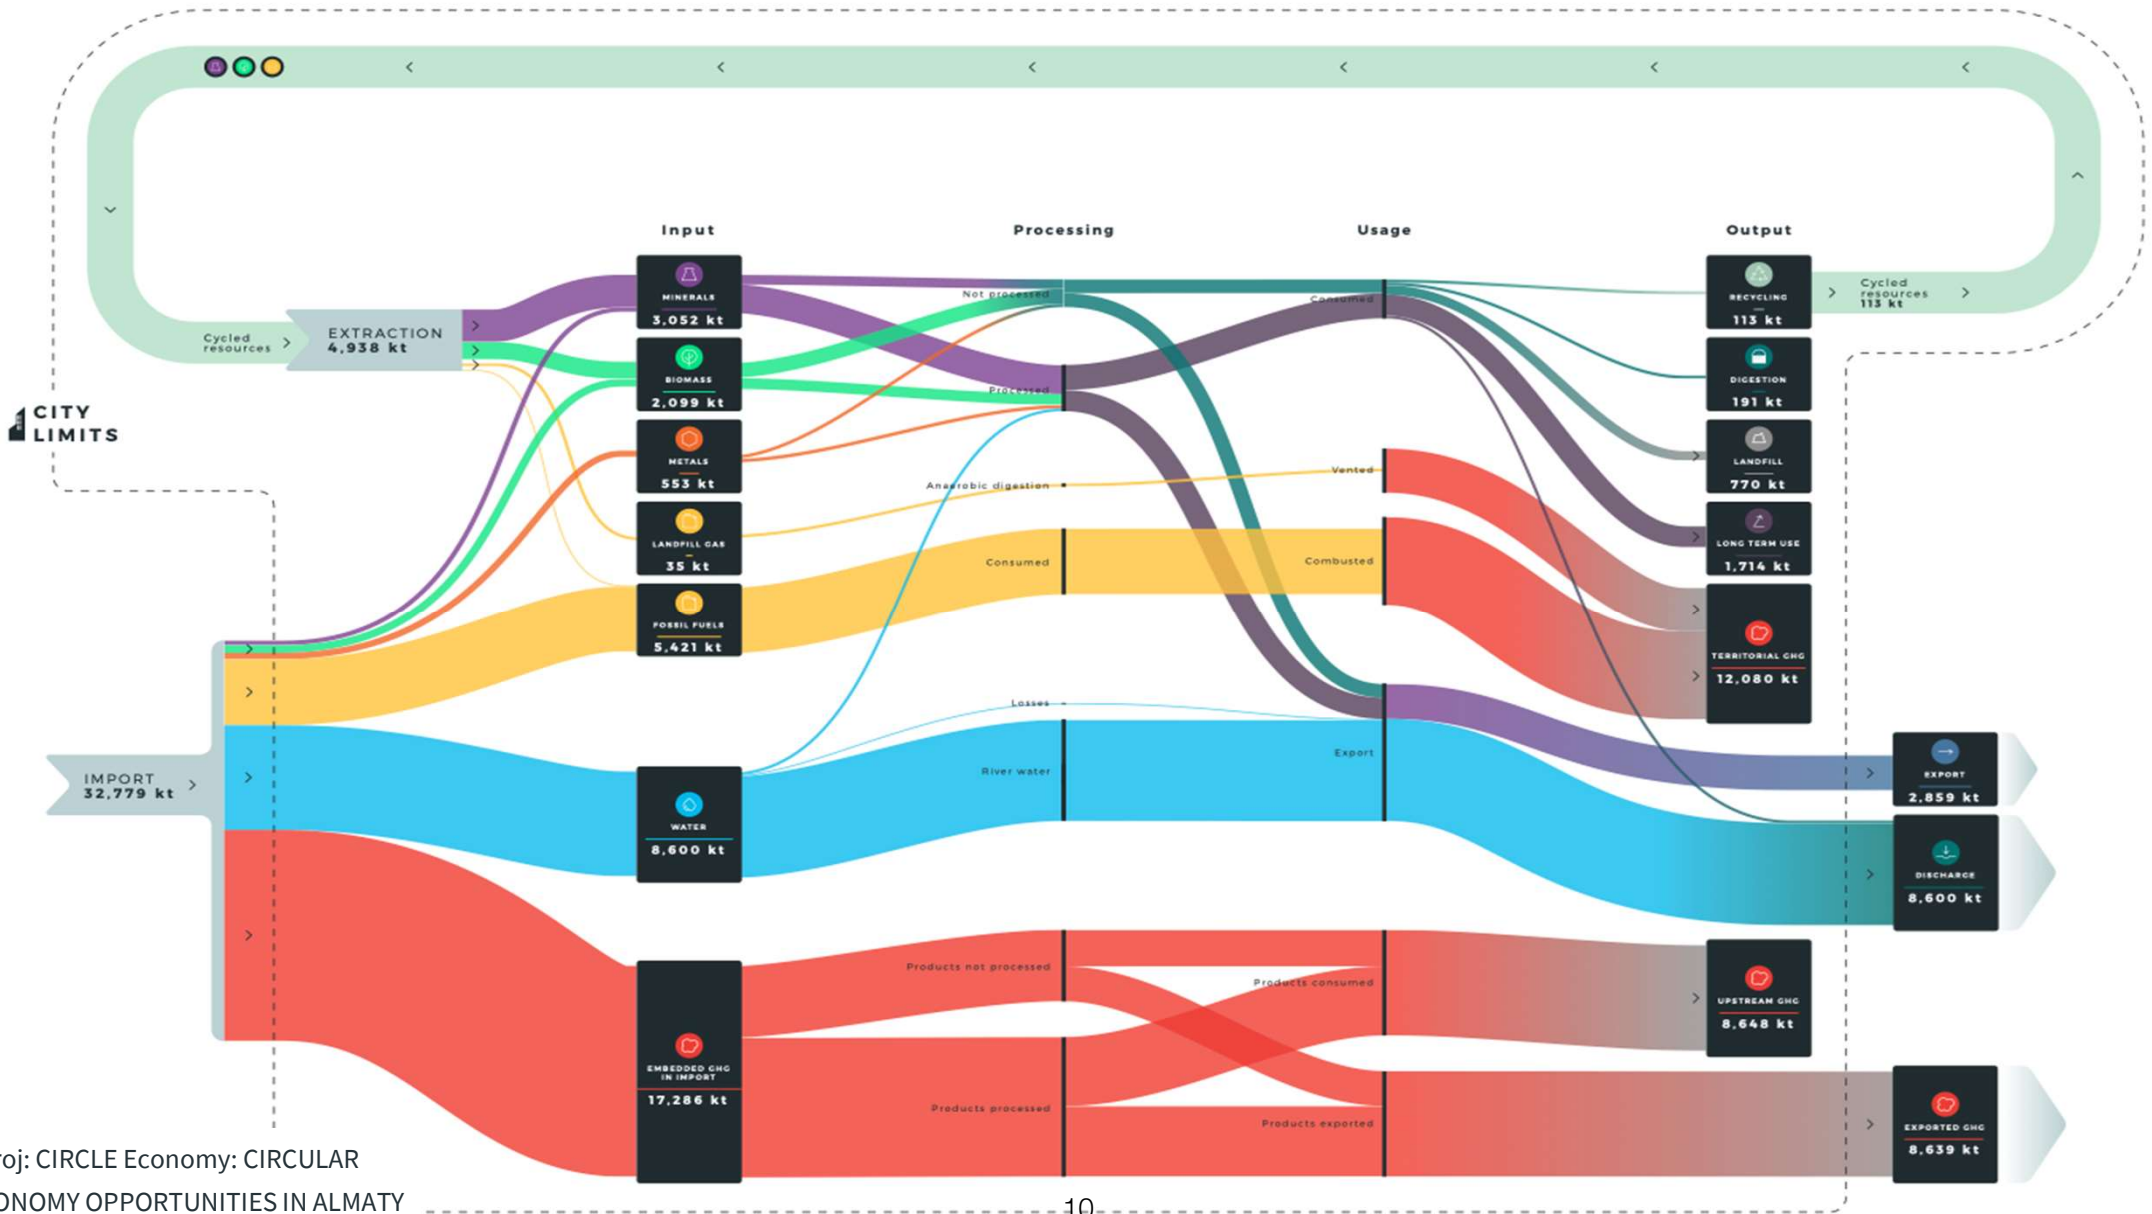 Input
Processing
Usage
Output
Cycled
resources
EXTRACTION
4,938 kt
CITY
LIMITS
IMPORT
32,779 kt
MINERALS
3,052 kt
BIOMASS
2,099 kt
METALS
553 kt
LANDFILL GAS
35 kt
FOSSIL FUELS
5,421 kt
WATER
8,600 kt
EMBEDDED GHG
IN IMPORT
17,286 kt
Not processed
Processed
Anaerobic digestion
Consumed
Losses
River water
Products not processed
Products processed
Consumed
Vented
Combusted
Export
Products consumed
Products exported
RECYCLING
113 kt
DIGESTION
191 kt
LANDFILL
770 kt
LONG TERM USE
1,714 kt
TERRITORIAL GHG
12,080 kt
UPSTREAM GHG
8,648 kt
Cycled
resources
113 kt
EXPORT
2,859 kt
DISCHARGE
8,600 kt
EXPORTED GHG
8,639 kt
roj: CIRCLE Economy: CIRCULAR
ONOMY OPPORTUNITIES IN ALMATY
10